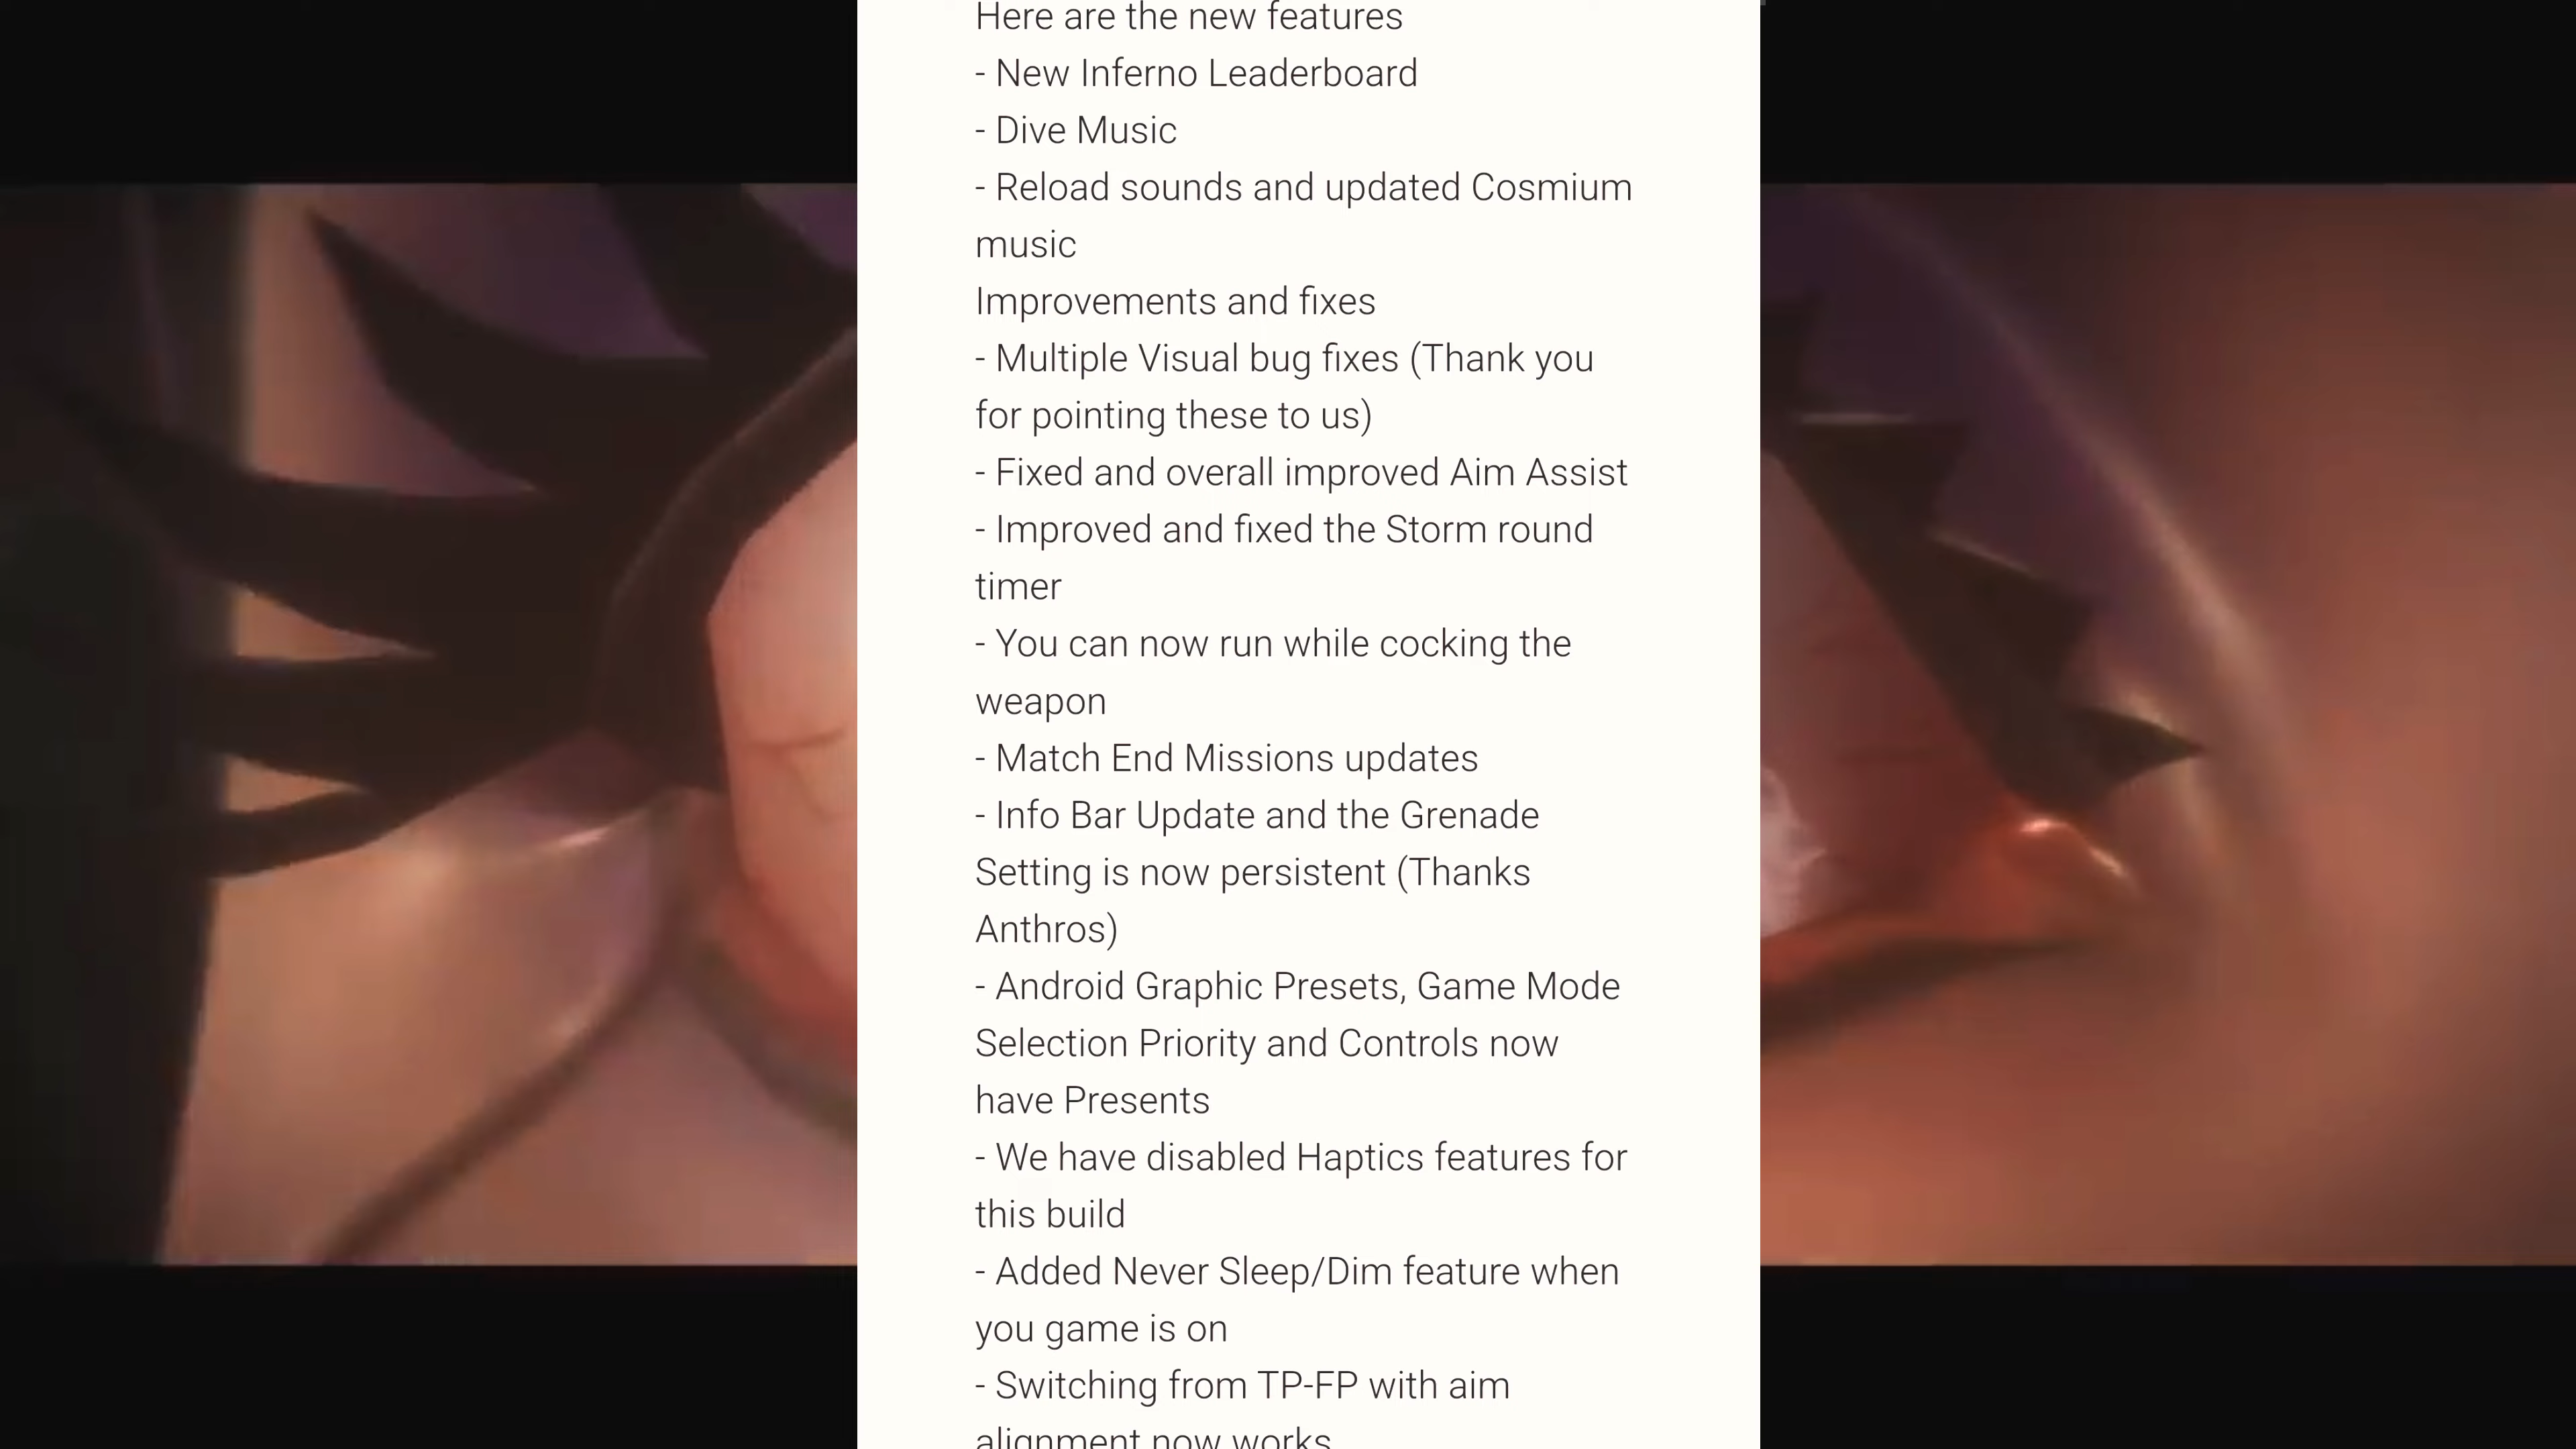 Here are the new features
- New Inferno Leaderboard
- Dive Music
- Reload sounds and updated Cosmium
music
Improvements and fixes
- Multiple Visual bug fixes (Thank you
for pointing these to us)
- Fixed and overall improved Aim Assist
- Improved and fixed the Storm round
timer
- You can now run while cocking the
weapon
- Match End Missions updates
- Info Bar Update and the Grenade
Setting is now persistent (Thanks
Anthros)
- Android Graphic Presets, Game Mode
Selection Priority and Controls now
have Presents
- We have disabled Haptics features for
this build
- Added Never Sleep/Dim feature when
you game is on
- Switching from TP-FP with aim
alignment now works